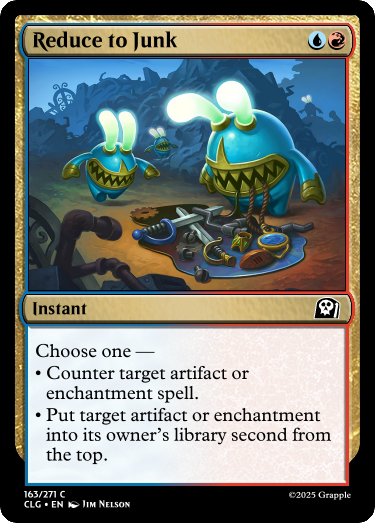 Reduce to Junk
Instant
Choose one —
• Counter target artifact or
enchantment spell.
• Put target artifact or enchantment
into its owner's library second from
the top.
163/271 C
CLG • EN Jim Nelson
©2025 Grapple